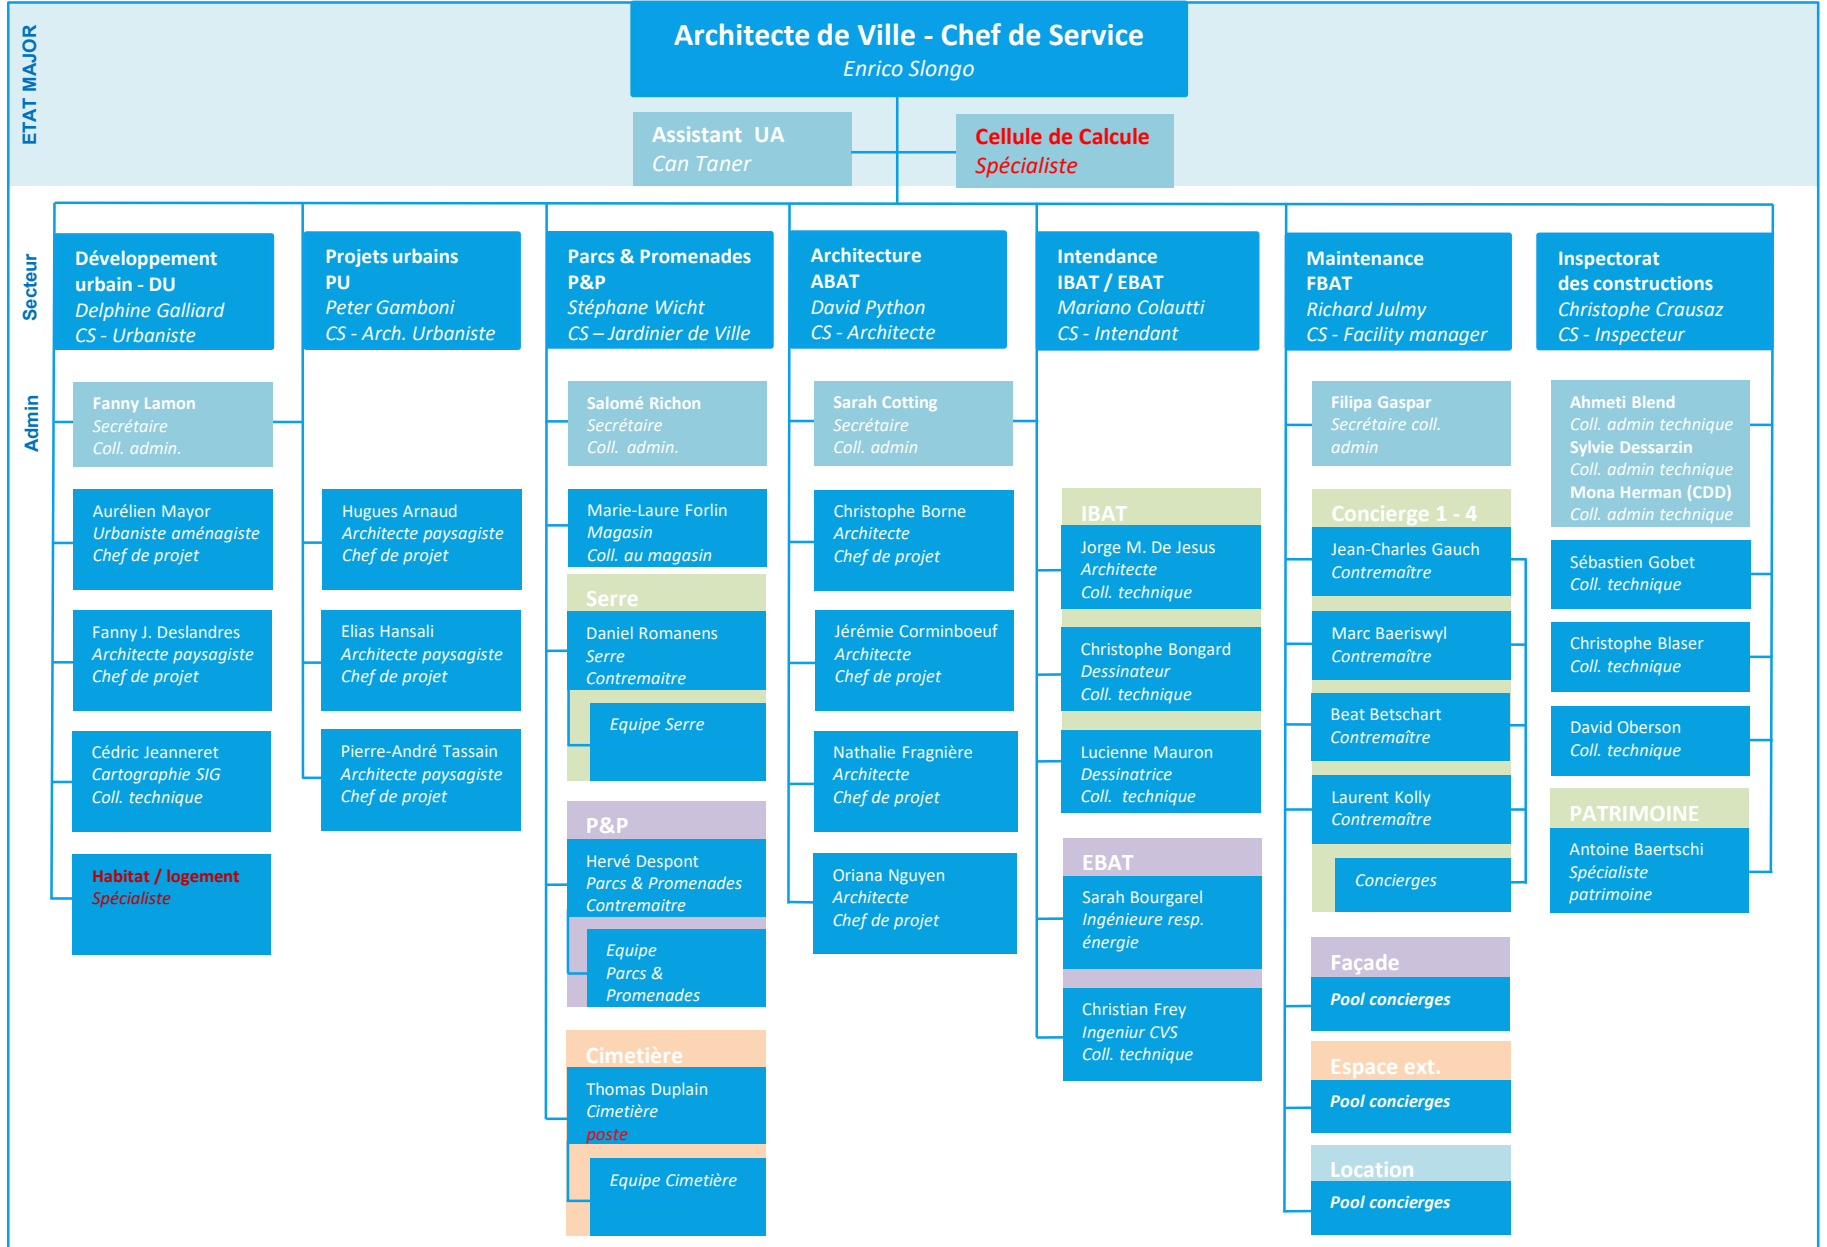 ETAT MAJOR
Architecte de Ville - Chef de Service
Enrico Slongo
Assistant UA
Can Taner
Cellule de Calcule
Spécialiste
Secteur
Développement
urbain - DU
Delphine Galliard
CS - Urbaniste
Projets urbains
PU
Peter Gamboni
CS - Arch. Urbaniste
Parcs & Promenades
P&P
Stéphane Wicht
CS – Jardinier de Ville
Architecture
ABAT
David Python
CS - Architecte
Intendance
IBAT / EBAT
Mariano Colautti
CS - Intendant
Maintenance
FBAT
Richard Julmy
CS - Facility manager
Inspectorat
des constructions
Christophe Crausaz
CS - Inspecteur
Admin
Fanny Lamon
Secrétaire
Coll. admin.
Salomé Richon
Secrétaire
Coll. admin.
Sarah Cotting
Secrétaire
Coll. admin
Filipa Gaspar
Secrétaire coll.
admin
Ahmeti Blend
Coll. admin technique
Sylvie Dessarzin
Coll. admin technique
Mona Herman (CDD)
Coll. admin technique
Aurélien Mayor
Urbaniste aménagiste
Chef de projet
Fanny J. Deslandres
Architecte paysagiste
Chef de projet
Cédric Jeanneret
Cartographie SIG
Coll. technique
Habitat / logement
Spécialiste
Hugues Arnaud
Architecte paysagiste
Chef de projet
Elias Hansali
Architecte paysagiste
Chef de projet
Pierre-André Tassain
Architecte paysagiste
Chef de projet
Marie-Laure Forlin
Magasin
Coll. au magasin
Serre
Daniel Romanens
Serre
Contremaitre
Equipe Serre
P&P
Hervé Despont
Parcs & Promenades
Contremaitre
Equipe
Parcs &
Promenades
Cimetière
Thomas Duplain
Cimetière
poste
Equipe Cimetière
Christophe Borne
Architecte
Chef de projet
Jérémie Corminboeuf
Architecte
Chef de projet
Nathalie Fragnière
Architecte
Chef de projet
Oriana Nguyen
Architecte
Chef de projet
IBAT
Jorge M. De Jesus
Architecte
Coll. technique
Christophe Bongard
Dessinateur
Coll. technique
Lucienne Mauron
Dessinatrice
Coll. technique
EBAT
Sarah Bourgarel
Ingénieure resp.
énergie
Christian Frey
Ingeniur CVS
Coll. technique
Concierge 1 - 4
Jean-Charles Gauch
Contremaître
Marc Baeriswyl
Contremaître
Beat Betschart
Contremaître
Laurent Kolly
Contremaître
Concierges
Façade
Pool concierges
Espace ext.
Pool concierges
Location
Pool concierges
Sébastien Gobet
Coll. technique
Christophe Blaser
Coll. technique
David Oberson
Coll. technique
PATRIMOINE
Antoine Baertschi
Spécialiste
patrimoine